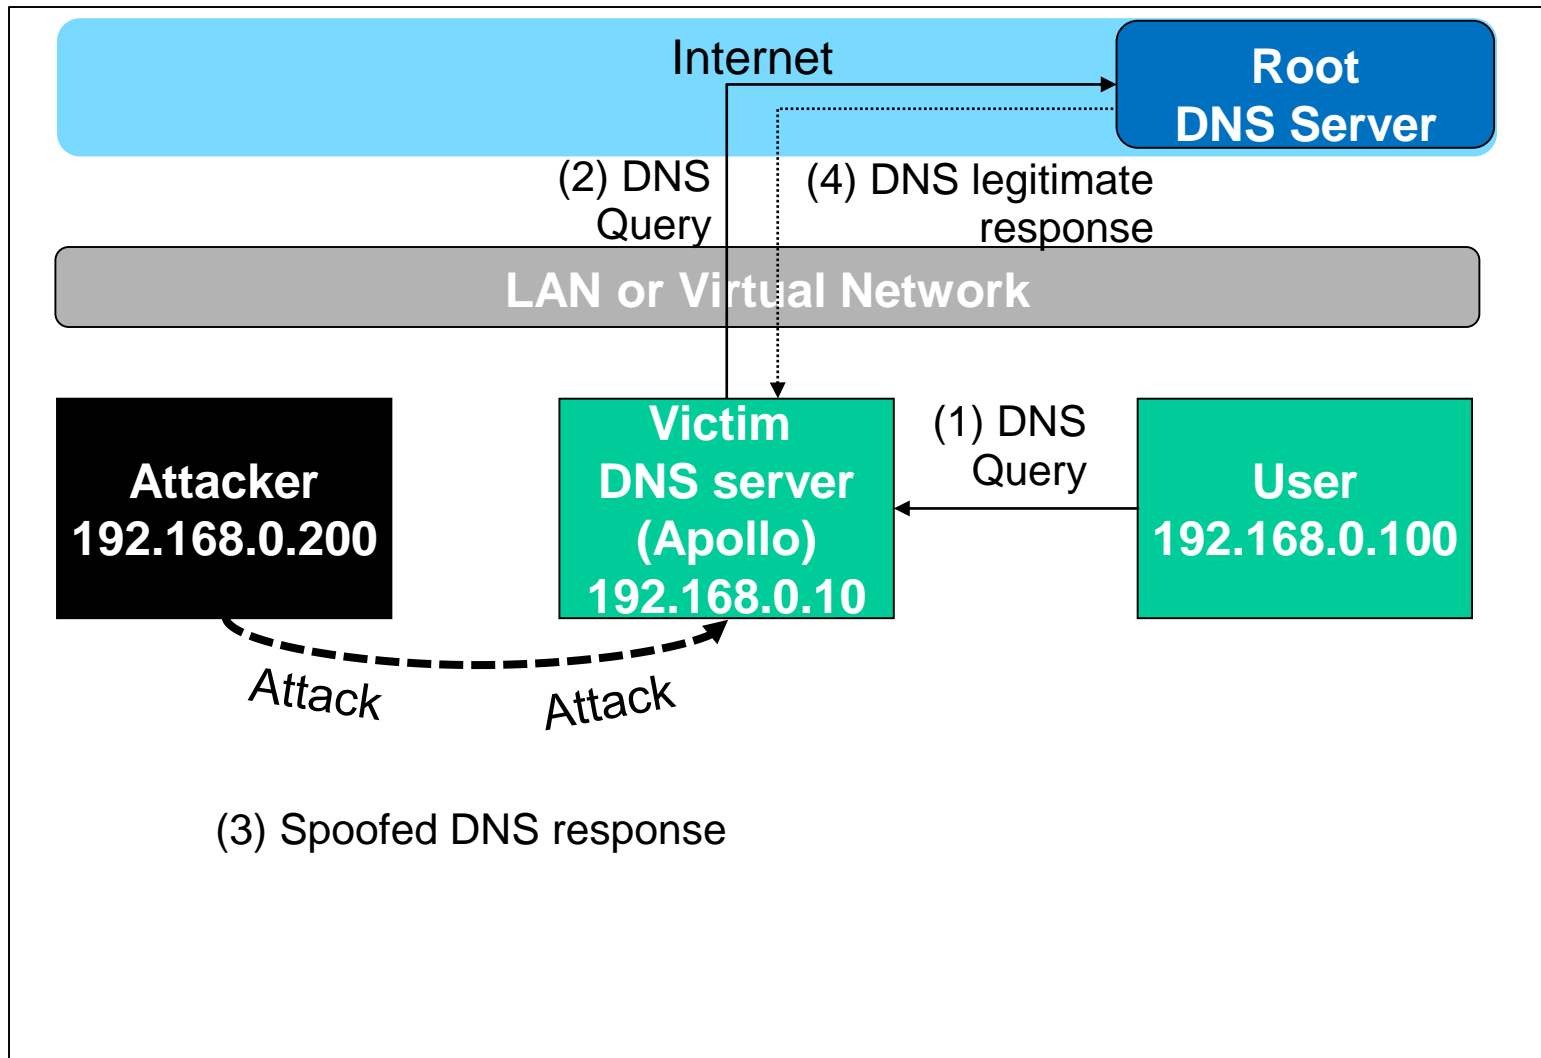 Internet
Root
DNS Server
(2) DNS
Query
(4) DNS legitimate
response
LAN or Virtual Network
Attacker
192.168.0.200
Victim
DNS server
(Apollo)
192.168.0.10
(1) DNS
Query
User
192.168.0.100
Attack
Attack
(3) Spoofed DNS response